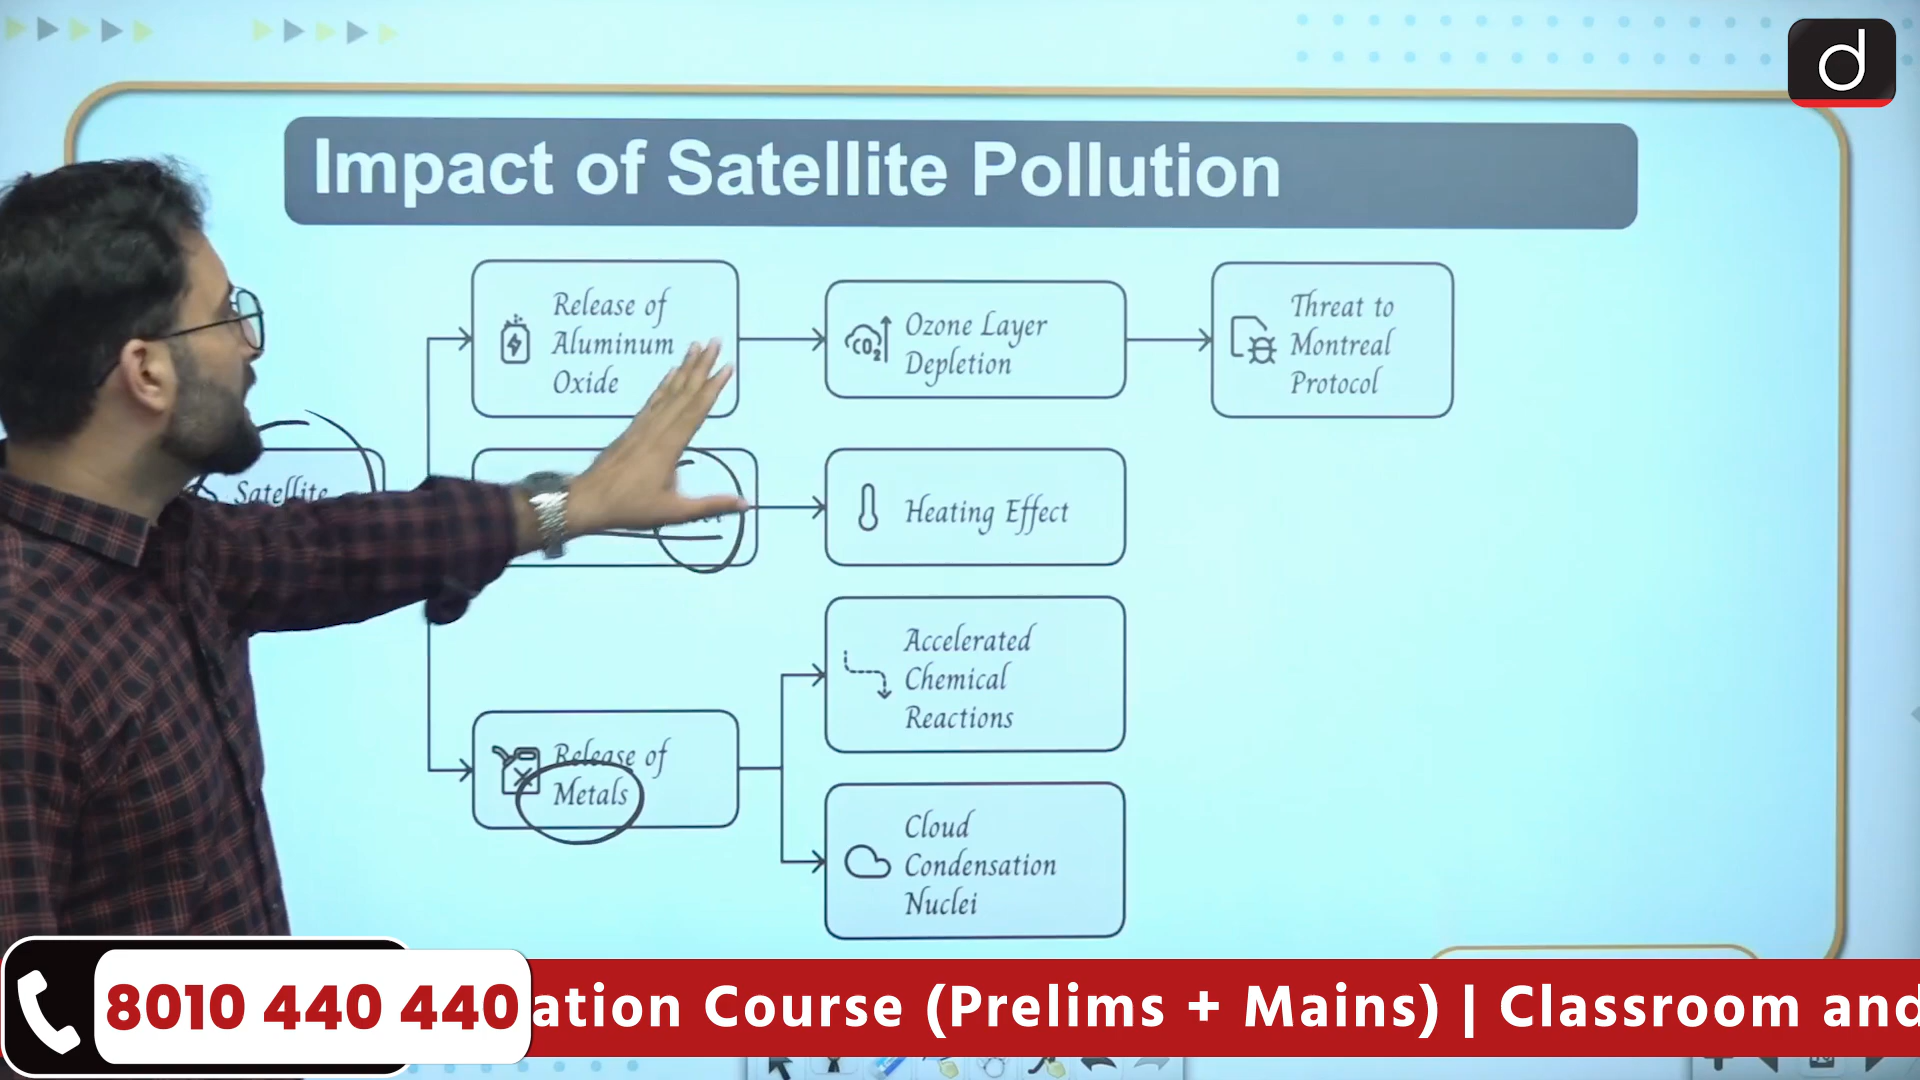 Impact of Satellite Pollution
Release of
Aluminum
Oxide
Ozone Layer
Depletion
Threat to
Montreal
Protocol
Satellite
Heating Effect
Accelerated
Chemical
Reactions
Release of
Metals
Cloud
Condensation
Nuclei
8010 440 440
ation Course (Prelims + Mains) | Classroom and